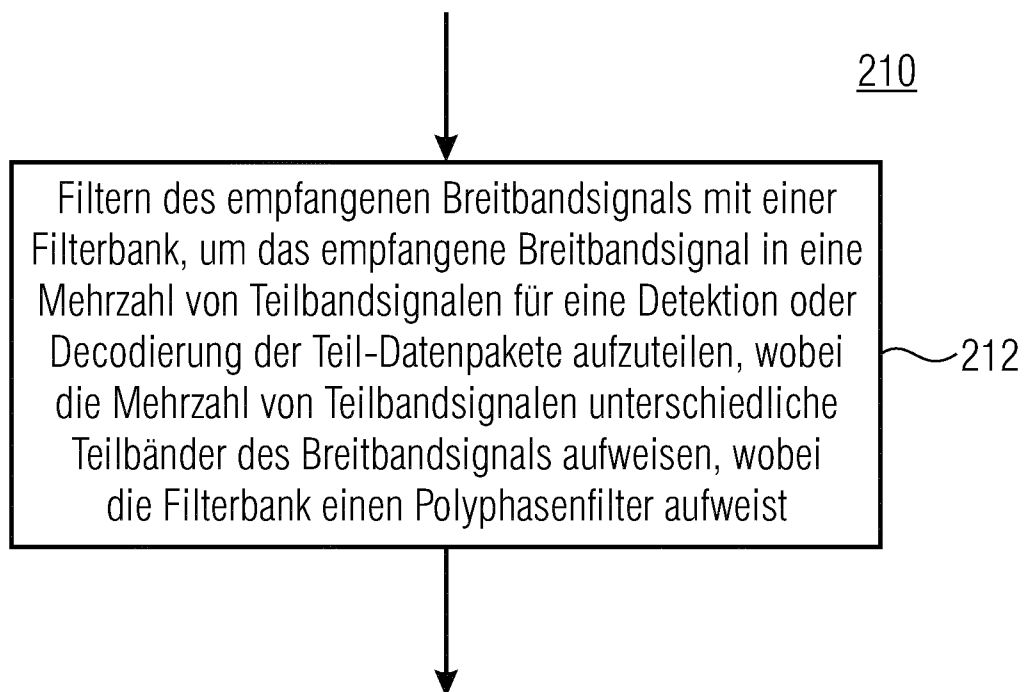 210
Filtern des empfangenen Breitbandsignals mit einer
Filterbank, um das empfangene Breitbandsignal in eine
Mehrzahl von Teilbandsignalen für eine Detektion oder
Decodierung der Teil-Datenpakete aufzuteilen, wobei
die Mehrzahl von Teilbandsignalen unterschiedliche
Teilbänder des Breitbandsignals aufweisen, wobei
die Filterbank einen Polyphasenfilter aufweist
212